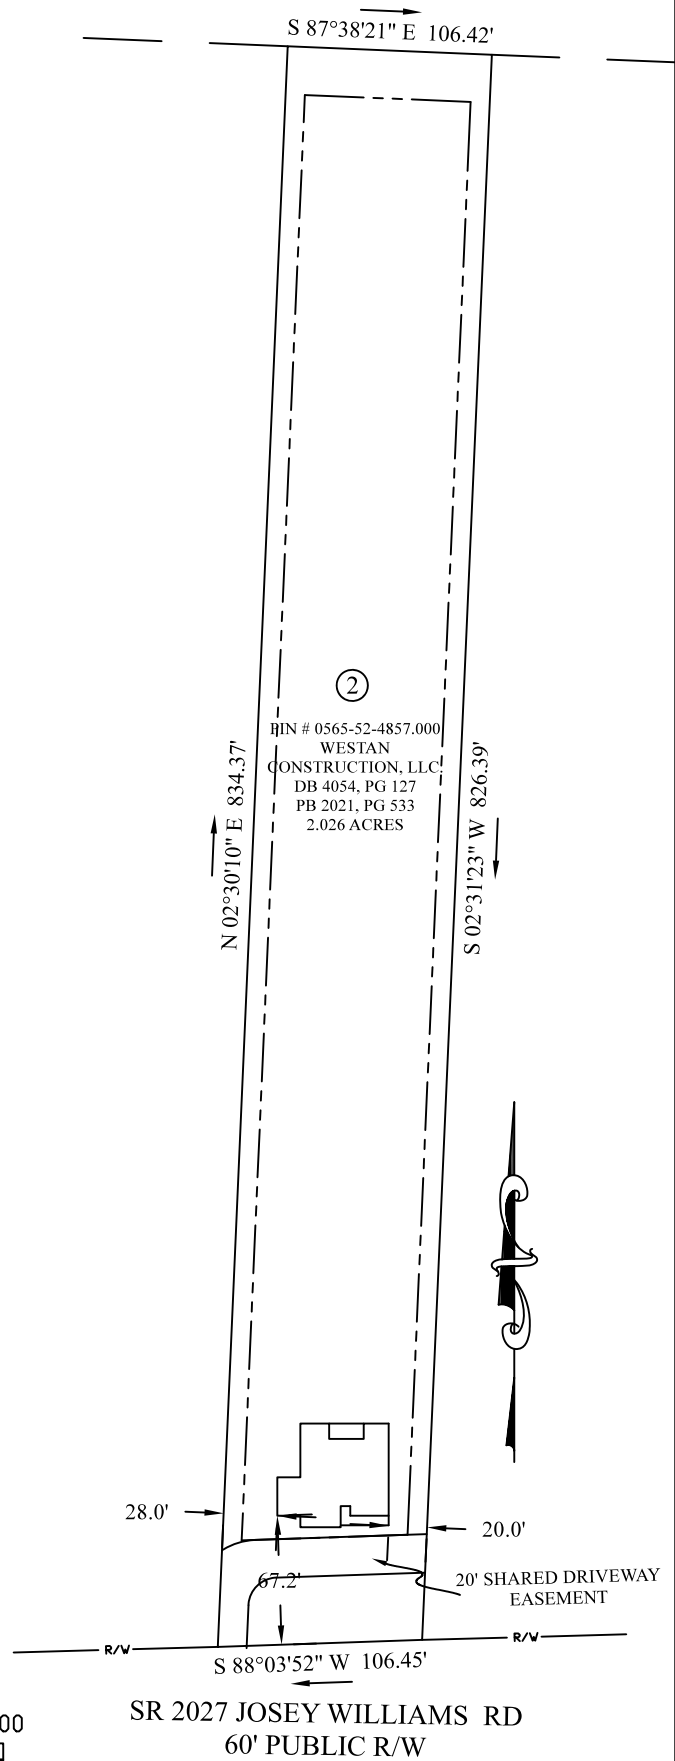 S 87°38'21" E 106.42'
2
PIN # 0565-52-4857.000
WESTAN
CONSTRUCTION, LLC.
DB 4054, PG 127
PB 2021, PG 533
2.026 ACRES
N 02°30'10" E 834.37'
S 02°31'23" W 826.39'
28.0'
20.0'
67.2'
20' SHARED DRIVEWAY
EASEMENT
R/W
R/W
S 88°03'52" W 106.45'
SR 2027 JOSEY WILLIAMS RD
60' PUBLIC R/W
00